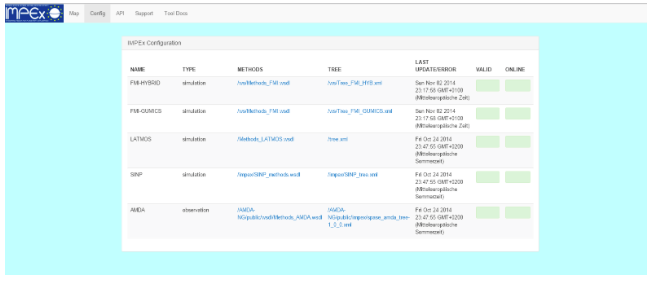 IMPEx
Map Config API Support Tool Docs
IMPEx Configuration
NAME TYPE METHODS TREE LAST UPDATE/ERROR VALID ONLINE
FMI-HYBRID simulation /vw/Methods_FMI.wsdl /vw/Tree_FMI_HYB.xml Sun Nov 02 2014
23:17:55 GMT+0100
(Mitteleuropäische Zeit)
FMI-GUMICS simulation /vw/Methods_FMI.wsdl /vw/Tree_FMI_GUMICS.xml Sun Nov 02 2014
23:17:55 GMT+0100
(Mitteleuropäische Zeit)
LATMOS simulation /Methods_LATMOS.wsdl /tree.xml Fri Oct 24 2014
23:47:55 GMT+0200
(Mitteleuropäische
Sommerzeit)
SINP simulation /impex/SINP_methods.wsdl /impex/SINP_tree.xml Fri Oct 24 2014
23:47:55 GMT+0200
(Mitteleuropäische
Sommerzeit)
AMDA observation /AMDA- /AMDA- Fri Oct 24 2014
NG/public/wsdl/Methods_AMDA.wsdl NG/public/impex/spase_amda_tree- 23:47:55 GMT+0200
1_0_0.xml (Mitteleuropäische
Sommerzeit)